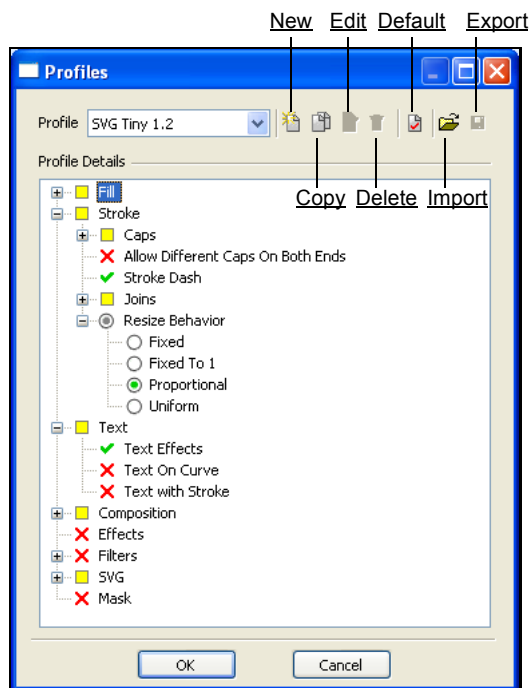 New Edit Default Export
Profiles
Profile SVG Tiny 1.2
Profile Details
Copy Delete Import
Fill
Stroke
Caps
Allow Different Caps On Both Ends
Stroke Dash
Joins
Resize Behavior
Fixed
Fixed To 1
Proportional
Uniform
Text
Text Effects
Text On Curve
Text with Stroke
Composition
Effects
Filters
SVG
Mask
OK Cancel